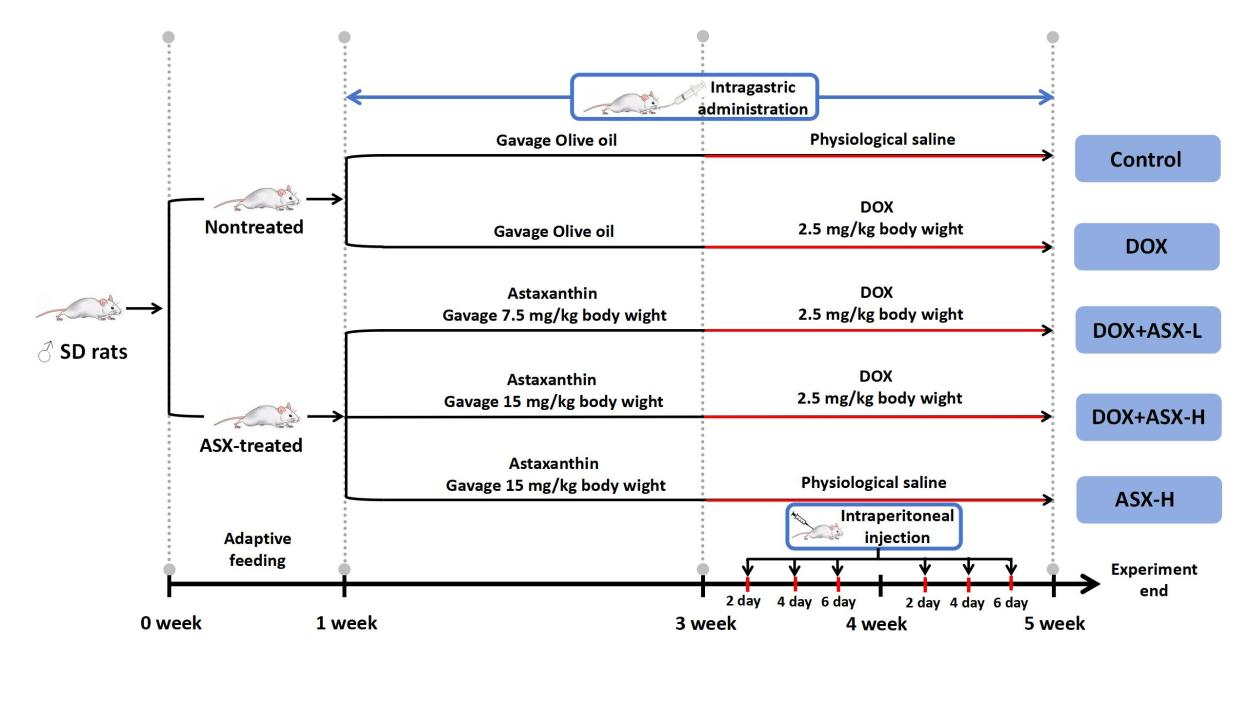 Intragastric
administration
Gavage Olive oil
Physiological saline
Control
Nontreated
Gavage Olive oil
DOX
2.5 mg/kg body wight
DOX
♂ SD rats
Astaxanthin
Gavage 7.5 mg/kg body wight
DOX
2.5 mg/kg body wight
DOX+ASX-L
ASX-treated
Astaxanthin
Gavage 15 mg/kg body wight
DOX
2.5 mg/kg body wight
DOX+ASX-H
Astaxanthin
Gavage 15 mg/kg body wight
Physiological saline
ASX-H
Intraperitoneal
injection
Adaptive
feeding
Experiment
end
2 day
4 day
6 day
2 day
4 day
6 day
0 week
1 week
3 week
4 week
5 week